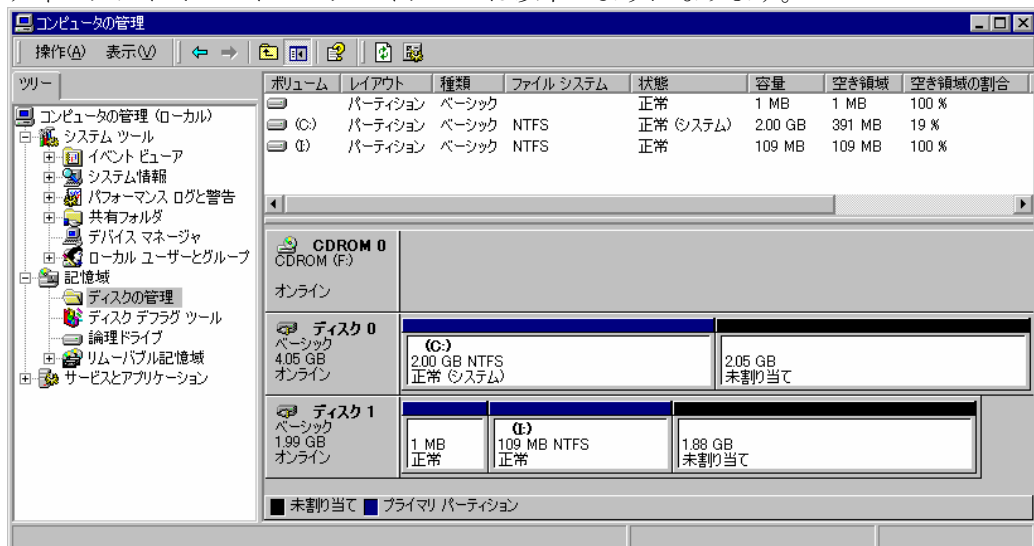 コンピュータの管理
操作(A) 表示(V)
ツリー
コンピュータの管理 (ローカル)
システム ツール
イベント ビューア
システム情報
パフォーマンス ログと警告
共有フォルダ
デバイス マネージャ
ローカル ユーザーとグループ
記憶域
ディスクの管理
ディスク デフラグ ツール
論理ドライブ
リムーバブル記憶域
サービスとアプリケーション
ボリューム レイアウト 種類 ファイル システム 状態 容量 空き領域 空き領域の割合
パーティション ベーシック 正常 1 MB 1 MB 100 %
(C:) パーティション ベーシック NTFS 正常 (システム) 2.00 GB 391 MB 19 %
(I:) パーティション ベーシック NTFS 正常 109 MB 109 MB 100 %
CDROM 0
CDROM (F:)
オンライン
ディスク 0
ベーシック
4.05 GB
オンライン
(C:)
2.00 GB NTFS
正常 (システム)
2.05 GB
未割り当て
ディスク 1
ベーシック
1.99 GB
オンライン
1 MB
正常
(I:)
109 MB NTFS
正常
1.88 GB
未割り当て
未割り当て プライマリ パーティション